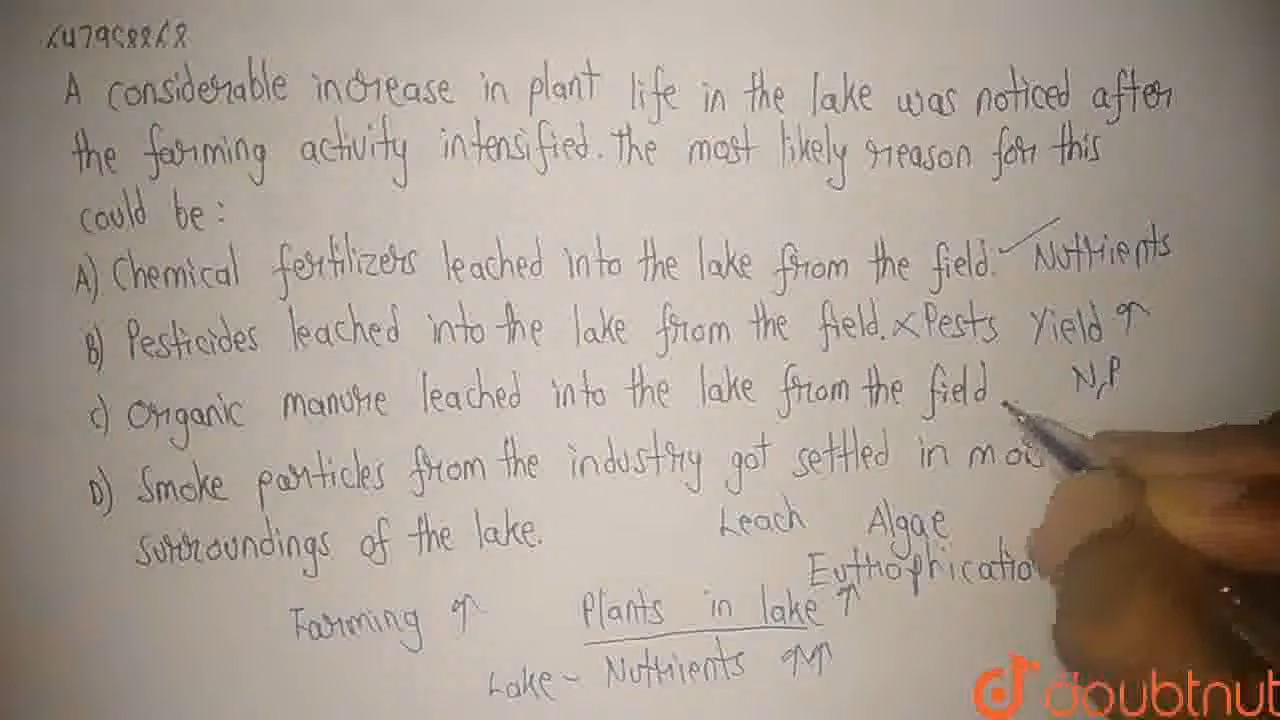 A considerable increase in plant life in the lake was noticed after
the farming activity intensified. The most likely reason for this
could be:
A) Chemical fertilizers leached into the lake from the field. ✓ Nutrients
B) Pesticides leached into the lake from the field. × Pests Yield ↑
N,P
C) Organic manure leached into the lake from the field
D) Smoke particles from the industry got settled in
surroundings of the lake.
Leach Algae
Eutrophicatio
Farming ↑ Plants in lake ↑
Lake - Nutrients ↑↑
doubtnut